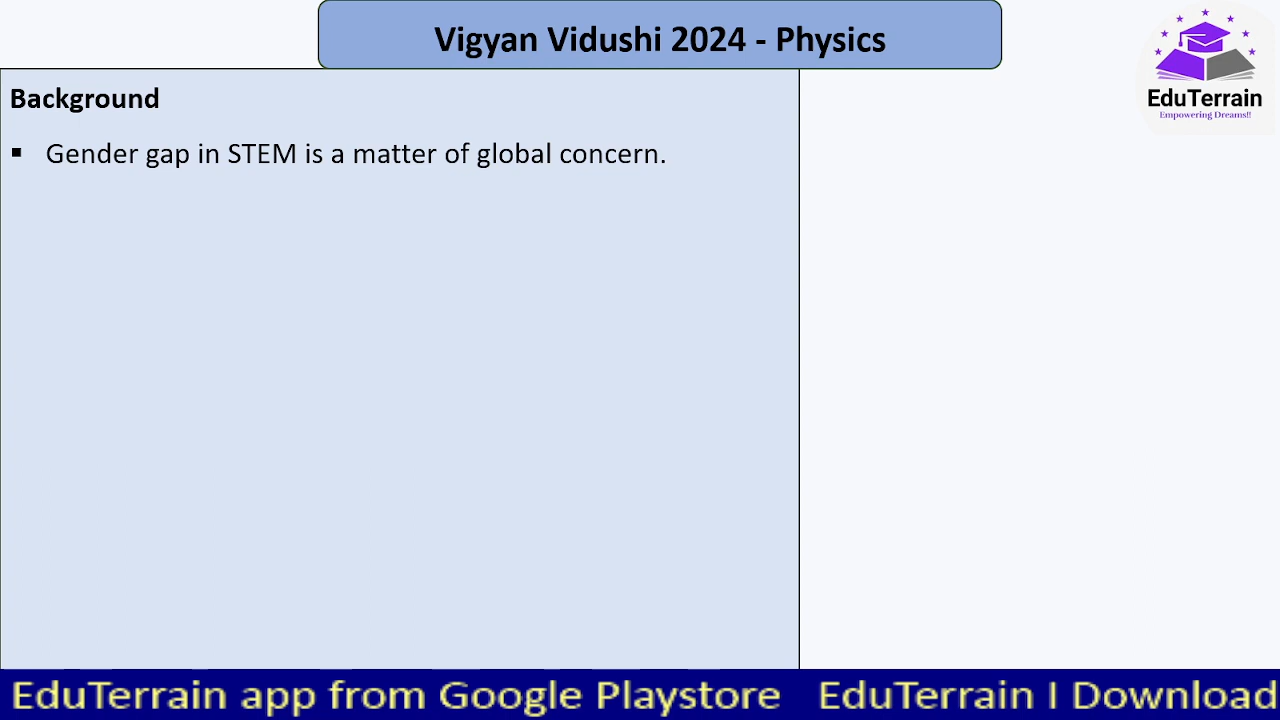 Vigyan Vidushi 2024 - Physics
EduTerrain
Empowering Dreams!!
Background
▪ Gender gap in STEM is a matter of global concern.
EduTerrain app from Google Playstore EduTerrain I Download